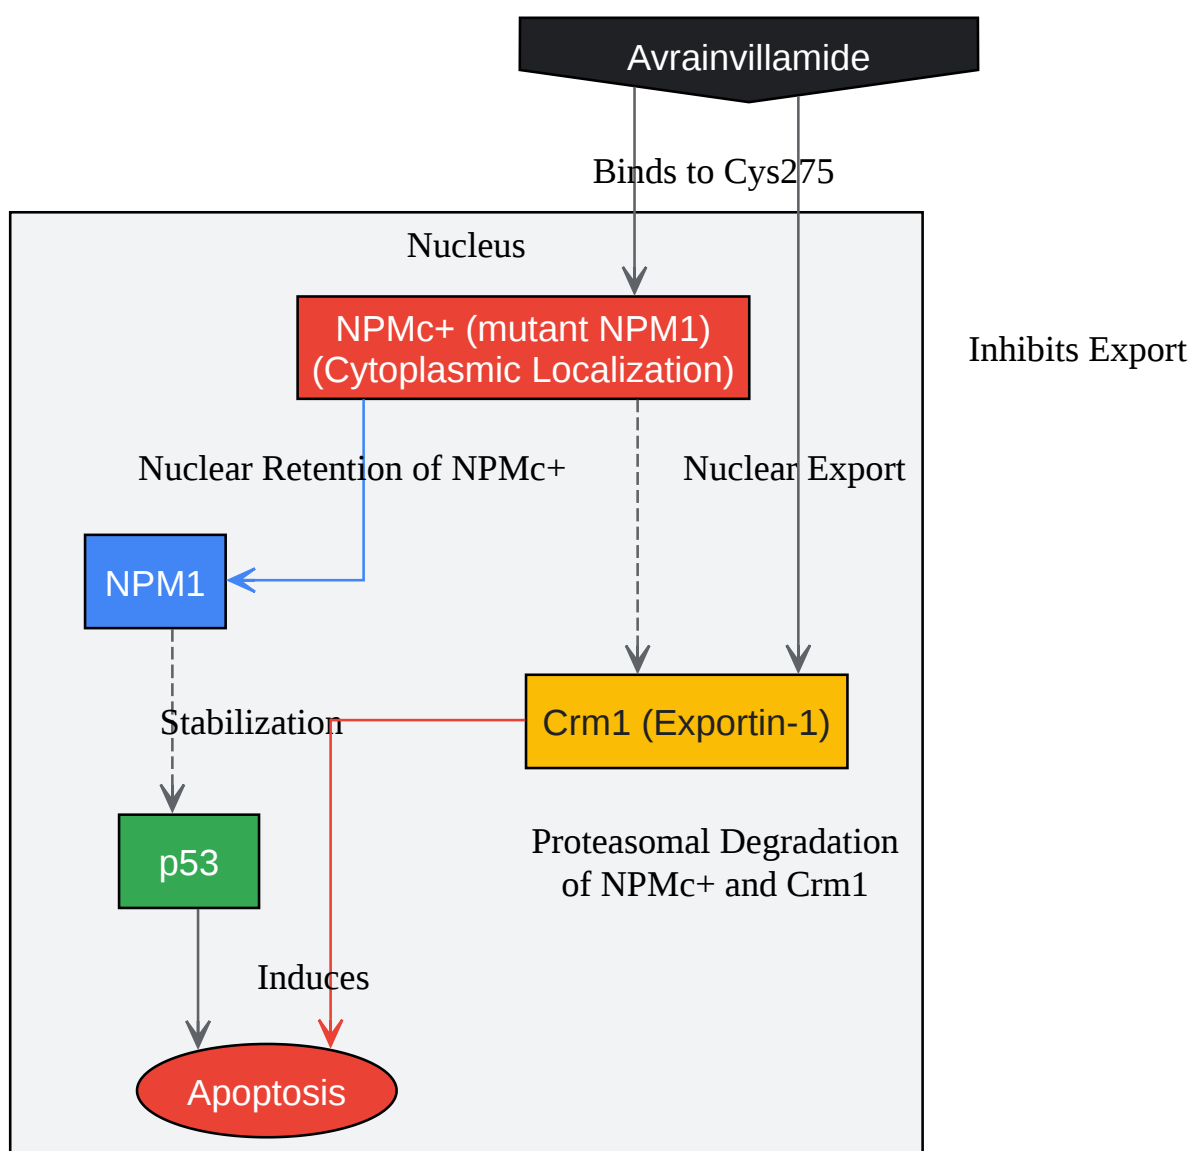 Avrainvillamide
Binds to Cys275
Nucleus
NPMc+ (mutant NPM1)
(Cytoplasmic Localization)
Inhibits Export
Nuclear Retention of NPMc+
Nuclear Export
NPM1
Stabilization
Crm1 (Exportin-1)
p53
Proteasomal Degradation
of NPMc+ and Crm1
Induces
Apoptosis